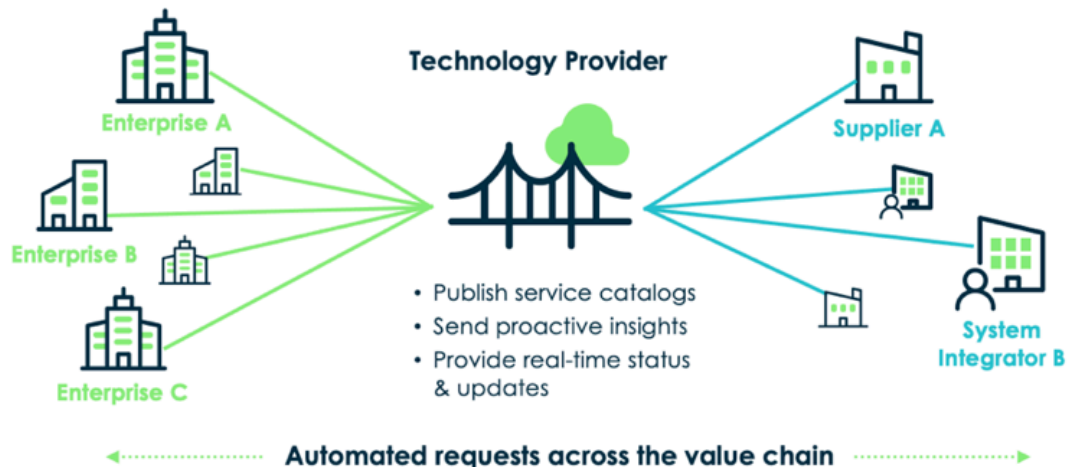 Technology Provider
Enterprise A
Supplier A
Enterprise B
Enterprise C
• Publish service catalogs
• Send proactive insights
• Provide real-time status
& updates
System
Integrator B
Automated requests across the value chain